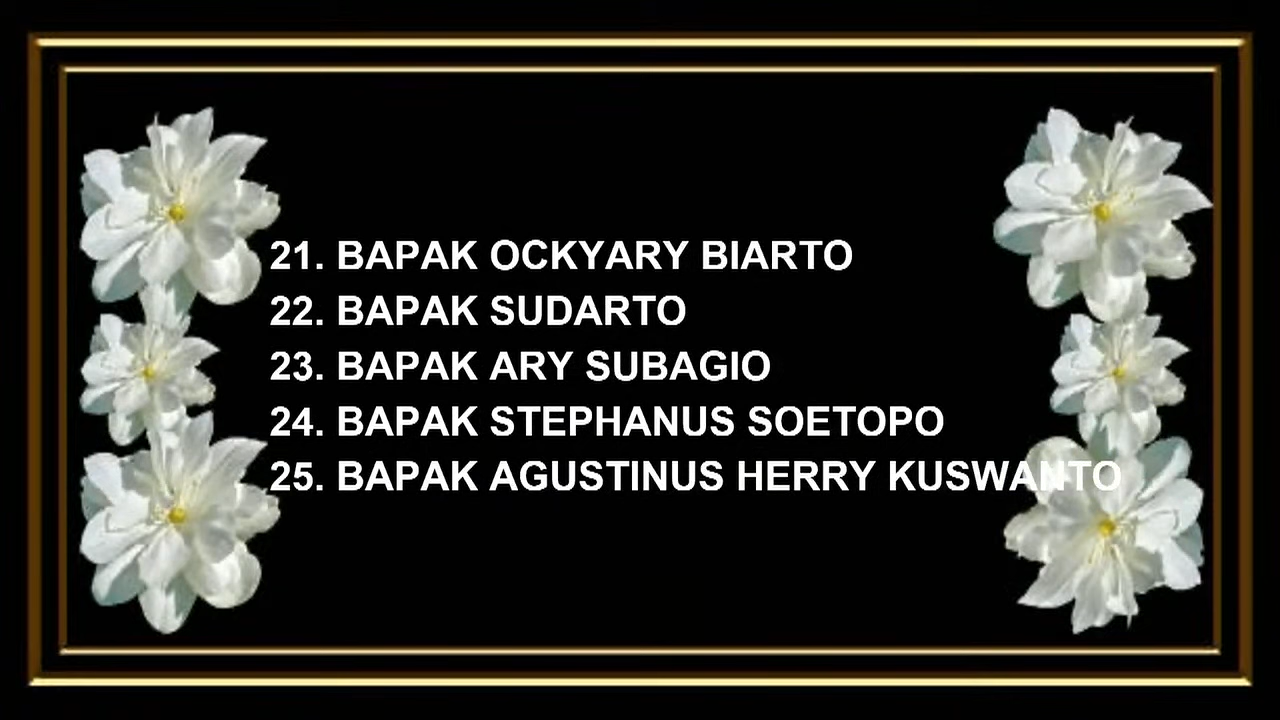 21. BAPAK OCKYARY BIARTO
22. BAPAK SUDARTO
23. BAPAK ARY SUBAGIO
24. BAPAK STEPHANUS SOETOPO
25. BAPAK AGUSTINUS HERRY KUSWANTO